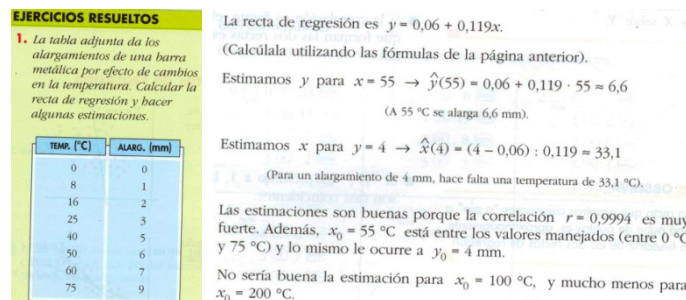 EJERCICIOS RESUELTOS
1. La tabla adjunta da los
alargamientos de una barra
metálica por efecto de cambios
en la temperatura. Calcular la
recta de regresión y hacer
algunas estimaciones.
TEMP. (°C) ALARG. (mm)
0 0
8 1
16 2
25 3
40 5
50 6
60 7
75 9
La recta de regresión es y = 0,06 + 0,119x.
(Calcúlala utilizando las fórmulas de la página anterior).
Estimamos y para x = 55 → ŷ(55) = 0,06 + 0,119 · 55 ≈ 6,6
(A 55 °C se alarga 6,6 mm).
Estimamos x para y = 4 → x̂(4) = (4 – 0,06) : 0,119 ≈ 33,1
(Para un alargamiento de 4 mm, hace falta una temperatura de 33,1 °C).
Las estimaciones son buenas porque la correlación r = 0,9994 es muy
fuerte. Además, x₀ = 55 °C está entre los valores manejados (entre 0 °C
y 75 °C) y lo mismo le ocurre a y₀ = 4 mm.
No sería buena la estimación para x₀ = 100 °C, y mucho menos para
x₀ = 200 °C.